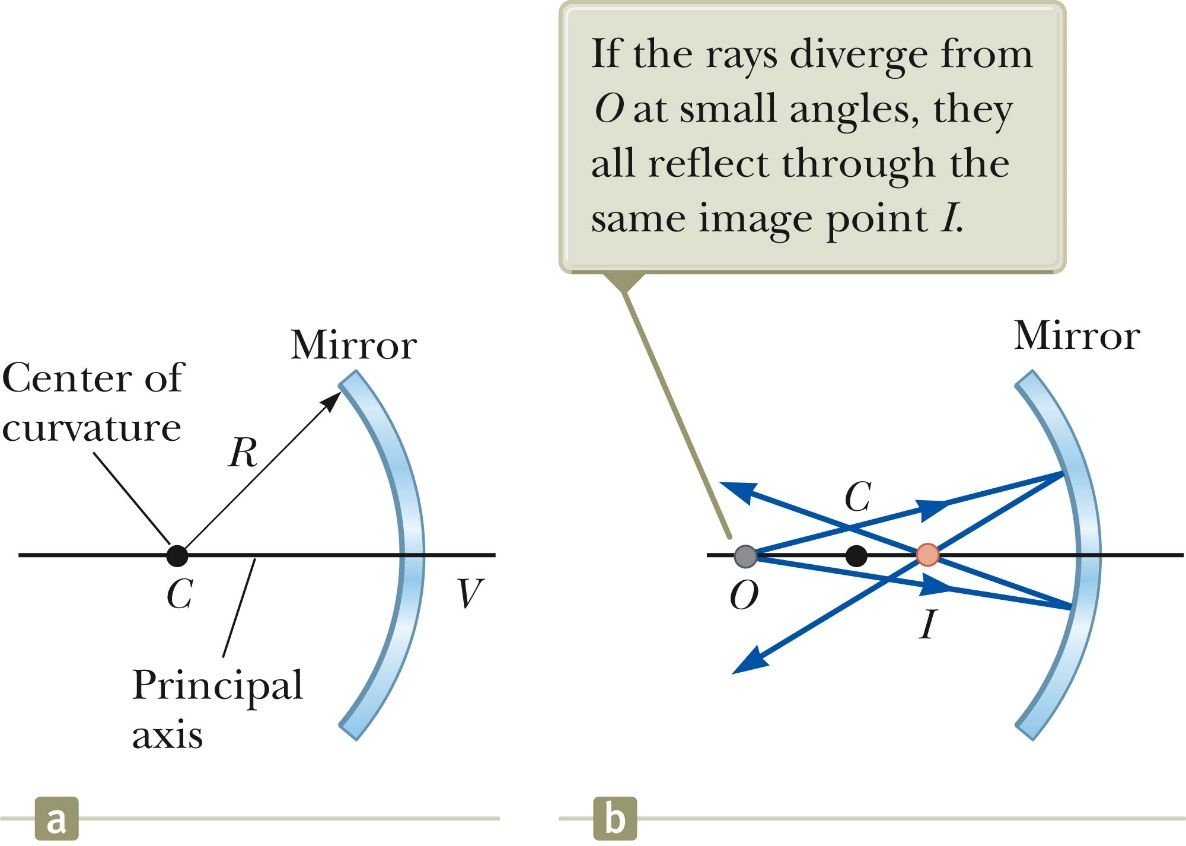 Mirror
Center of
curvature
R
C
V
Principal
axis
a
If the rays diverge from
O at small angles, they
all reflect through the
same image point I.
Mirror
C
O
I
b